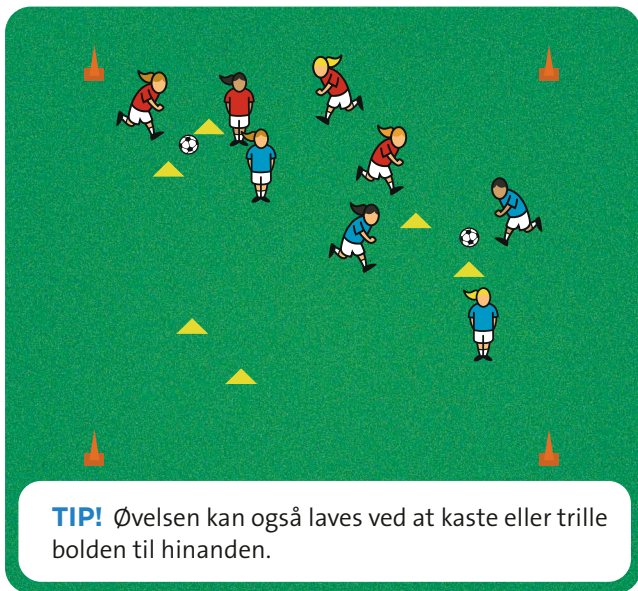 TIP! Øvelsen kan også laves ved at kaste eller trille
bolden til hinanden.